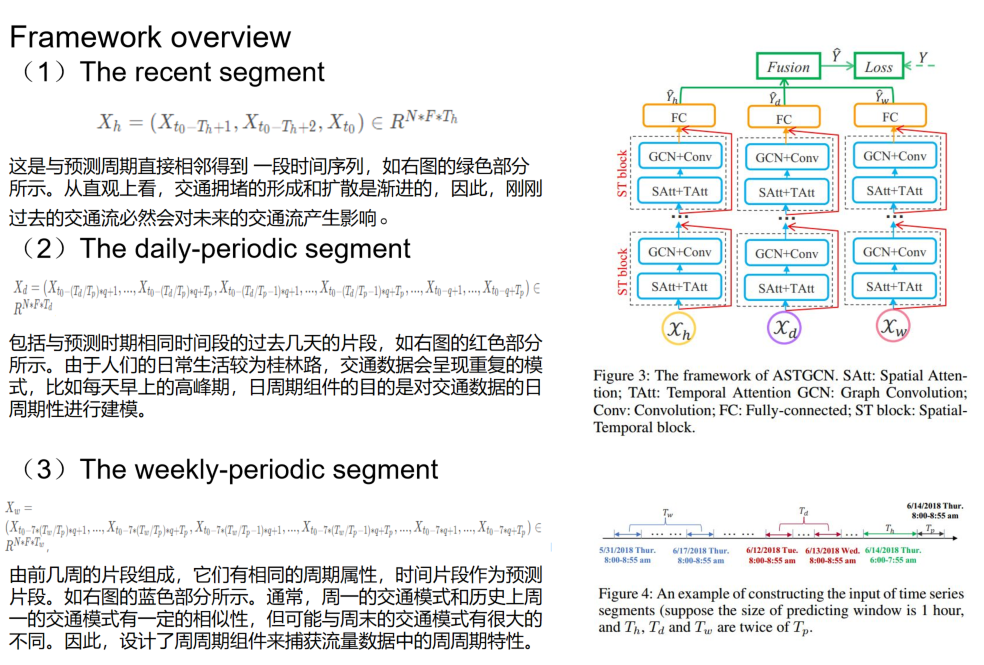 Framework overview
（1）The recent segment
X_h = (X_{t_0-T_h+1}, X_{t_0-T_h+2}, X_{t_0}) ∈ R^{N*F*T_h}
这是与预测周期直接相邻得到 一段时间序列，如右图的绿色部分
所示。从直观上看，交通拥堵的形成和扩散是渐进的，因此，刚刚
过去的交通流必然会对未来的交通流产生影响。
（2）The daily-periodic segment
X_d = (X_{t_0-(T_d/T_p)*q+1}, ..., X_{t_0-(T_d/T_p)*q+T_p}, X_{t_0-(T_d/T_p-1)*q+1}, ..., X_{t_0-(T_d/T_p-1)*q+T_p}, ..., X_{t_0-q+1}, ..., X_{t_0-q+T_p}) ∈
R^{N*F*T_d}
包括与预测时期相同时间段的过去几天的片段，如右图的红色部分
所示。由于人们的日常生活较为桂林路，交通数据会呈现重复的模
式，比如每天早上的高峰期，日周期组件的目的是对交通数据的日
周期性进行建模。
（3）The weekly-periodic segment
X_w =
(X_{t_0-7*(T_w/T_p)*q+1}, ..., X_{t_0-7*(T_w/T_p)*q+T_p}, X_{t_0-7*(T_w/T_p-1)*q+1}, ..., X_{t_0-7*(T_w/T_p-1)*q+T_p}, ..., X_{t_0-7*q+1}, ..., X_{t_0-7*q+T_p}) ∈
R^{N*F*T_w},
由前几周的片段组成，它们有相同的周期属性，时间片段作为预测
片段。如右图的蓝色部分所示。通常，周一的交通模式和历史上周
一的交通模式有一定的相似性，但可能与周末的交通模式有很大的
不同。因此，设计了周周期组件来捕获流量数据中的周周期特性。
Fusion Ŷ Loss Y
Ŷ_h Ŷ_d Ŷ_w
FC FC FC
ST block
GCN+Conv GCN+Conv GCN+Conv
SAtt+TAtt SAtt+TAtt SAtt+TAtt
... ... ...
ST block
GCN+Conv GCN+Conv GCN+Conv
SAtt+TAtt SAtt+TAtt SAtt+TAtt
X_h X_d X_w
Figure 3: The framework of ASTGCN. SAtt: Spatial Atten-
tion; TAtt: Temporal Attention GCN: Graph Convolution;
Conv: Convolution; FC: Fully-connected; ST block: Spatial-
Temporal block.
6/14/2018 Thur.
8:00-8:55 am
T_w T_d T_h T_p
5/31/2018 Thur. 6/17/2018 Thur. 6/12/2018 Tue. 6/13/2018 Wed. 6/14/2018 Thur.
8:00-8:55 am 8:00-8:55 am 8:00-8:55 am 8:00-8:55 am 6:00-7:55 am
Figure 4: An example of constructing the input of time series
segments (suppose the size of predicting window is 1 hour,
and T_h, T_d and T_w are twice of T_p.